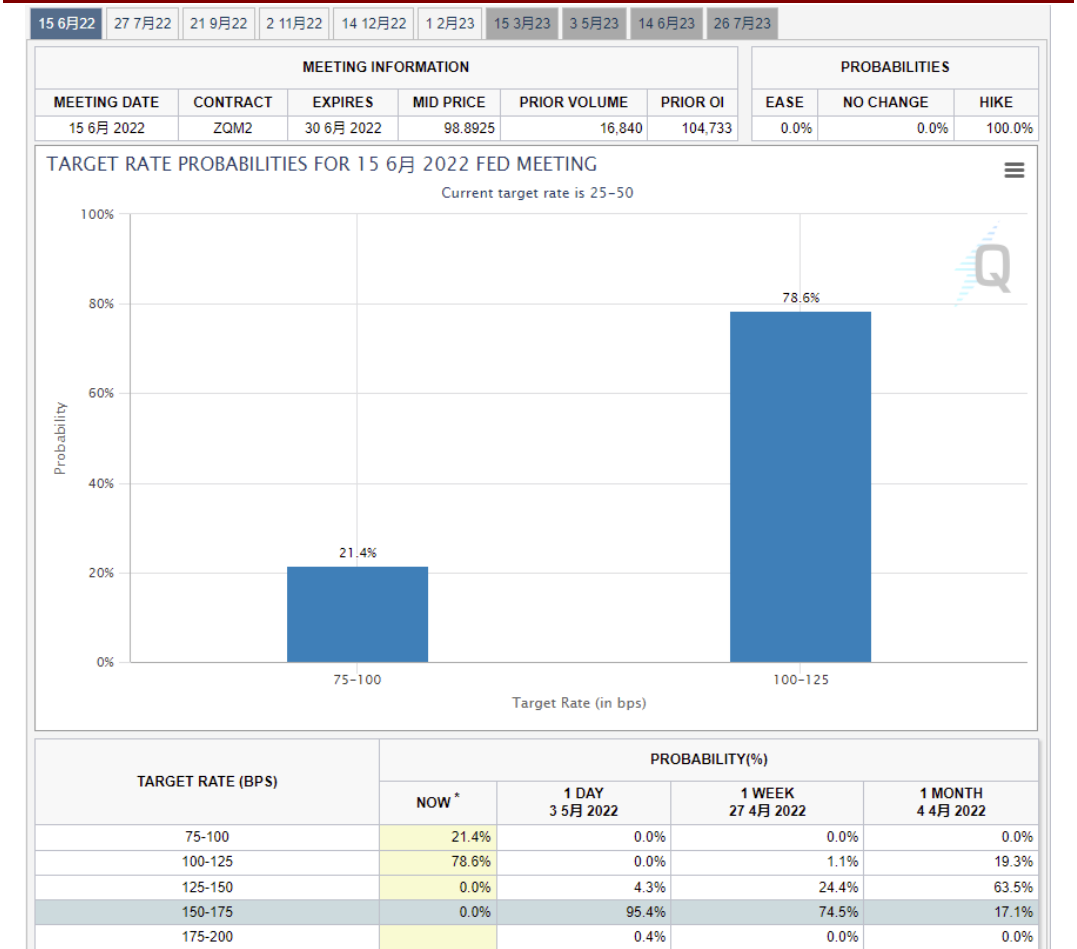 15 6月22 27 7月22 21 9月22 2 11月22 14 12月22 1 2月23 15 3月23 3 5月23 14 6月23 26 7月23
MEETING INFORMATION PROBABILITIES
MEETING DATE CONTRACT EXPIRES MID PRICE PRIOR VOLUME PRIOR OI EASE NO CHANGE HIKE
15 6月 2022 ZQM2 30 6月 2022 98.8925 16,840 104,733 0.0% 0.0% 100.0%
TARGET RATE PROBABILITIES FOR 15 6月 2022 FED MEETING
Current target rate is 25-50
100%
Q
78.6%
80%
60%
Probability
40%
21.4%
20%
0%
75-100 100-125
Target Rate (in bps)
TARGET RATE (BPS) PROBABILITY(%)
NOW * 1 DAY 1 WEEK 1 MONTH
3 5月 2022 27 4月 2022 4 4月 2022
75-100 21.4% 0.0% 0.0% 0.0%
100-125 78.6% 0.0% 1.1% 19.3%
125-150 0.0% 4.3% 24.4% 63.5%
150-175 0.0% 95.4% 74.5% 17.1%
175-200 0.4% 0.0% 0.0%